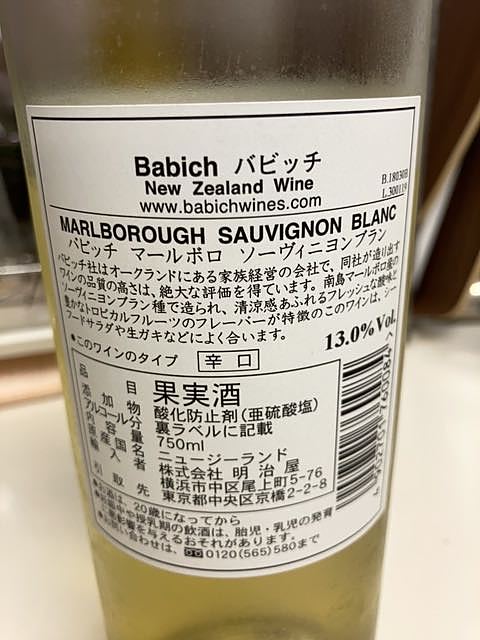 Babich バビッチ
New Zealand Wine
www.babichwines.com
B.18030B
L.300119
MARLBOROUGH SAUVIGNON BLANC
バビッチ マールボロ ソーヴィニヨンブラン
バビッチ社はオークランドにある家族経営の会社で、同社が造り出す
ワインの品質の高さは、絶大な評価を得ています。南島マールボロ産の
ソーヴィニヨンブラン種で造られ、清涼感あふれるフレッシュな酸味と
豊かなトロピカルフルーツのフレーバーが特徴のこのワインは、シー
フードサラダや生ガキなどによく合います。
13.0%Vol.
●このワインのタイプ 辛口
品目 果実酒
添加物 酸化防止剤(亜硫酸塩)
アルコール分 裏ラベルに記載
内容量 750ml
原産国名 ニュージーランド
輸入者 株式会社 明治屋
横浜市中区尾上町5-76
引取先 東京都中央区京橋2-2-8
●お酒は、20歳になってから
●妊娠中や授乳期の飲酒は、胎児・乳児の発育
に悪影響を与えるおそれがあります。
●お問い合わせは、0120(565)580まで